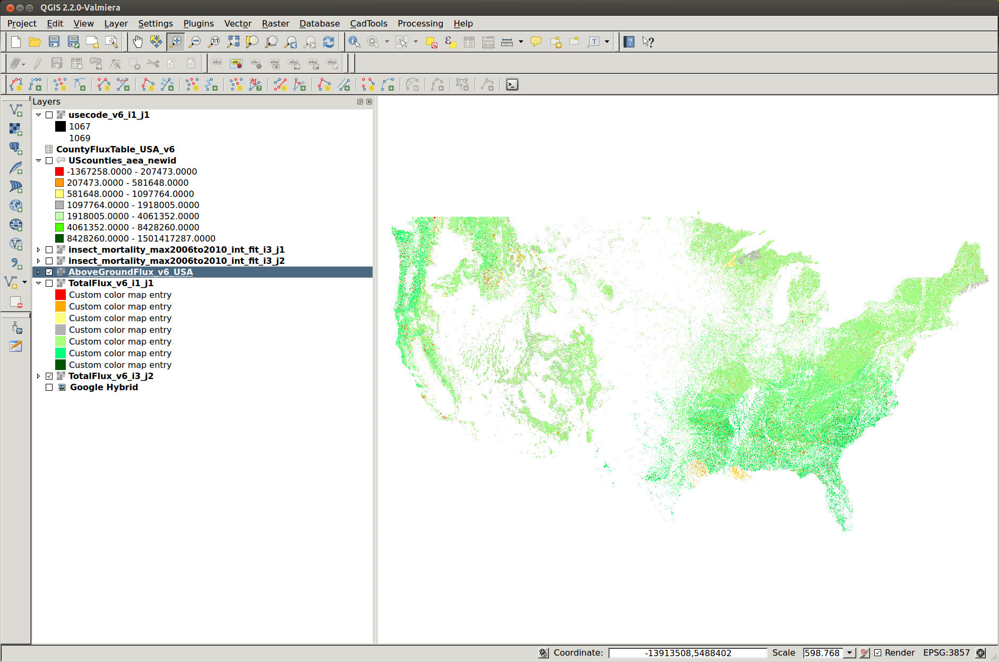 QGIS 2.2.0-Valmiera
Project Edit View Layer Settings Plugins Vector Raster Database CadTools Processing Help
Layers
usecode_v6_i1_j1
1067
1069
CountyFluxTable_USA_v6
UScounties_aea_newid
-1367258.0000 - 207473.0000
207473.0000 - 581648.0000
581648.0000 - 1097764.0000
1097764.0000 - 1918005.0000
1918005.0000 - 4061352.0000
4061352.0000 - 8428260.0000
8428260.0000 - 1501417287.0000
insect_mortality_max2006to2010_int_fit_i3_j1
insect_mortality_max2006to2010_int_fit_i3_j2
AboveGroundFlux_v6_USA
TotalFlux_v6_i1_j1
Custom color map entry
Custom color map entry
Custom color map entry
Custom color map entry
Custom color map entry
Custom color map entry
Custom color map entry
TotalFlux_v6_i3_j2
Google Hybrid
Coordinate: -13913508,5488402 Scale 598.768 Render EPSG:3857